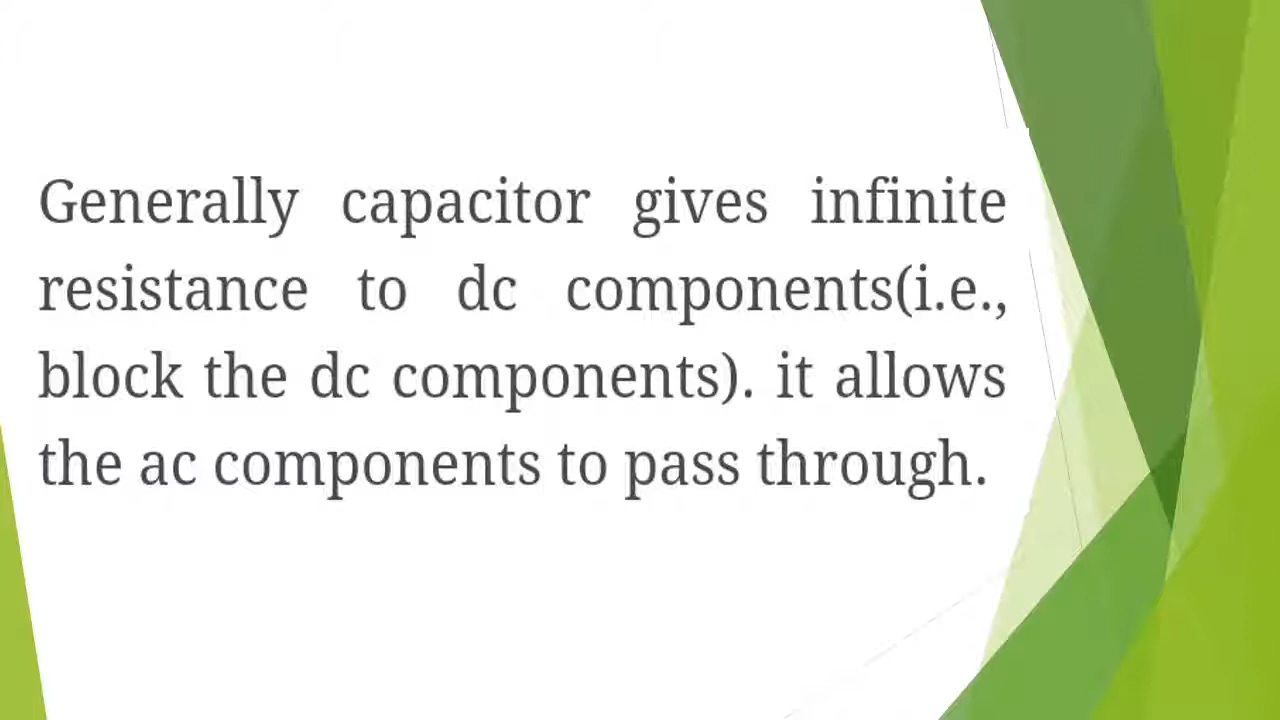 Generally capacitor gives infinite
resistance to dc components(i.e.,
block the dc components). it allows
the ac components to pass through.